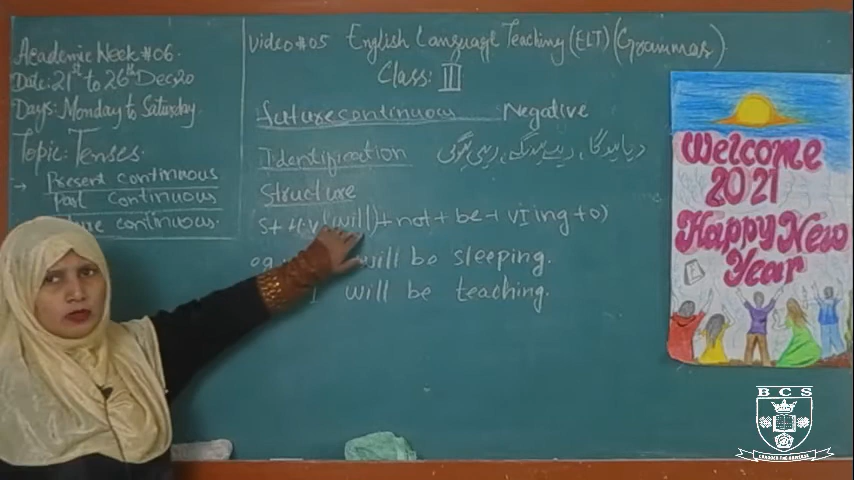 Academic Week #06.
Date: 21st to 26th Dec,20
Days: Monday to Saturday.
Topic: Tenses.
→ Present continuous
Past continuous
continuous.
Video #05 English Language Teaching (ELT) (Grammar)
Class: III
future continuous Negative
Identification
Structure
S+H.V (will)+not+be+VI ing+o)
eg will be sleeping.
I will be teaching.
Welcome
2021
Happy New
Year
BCS